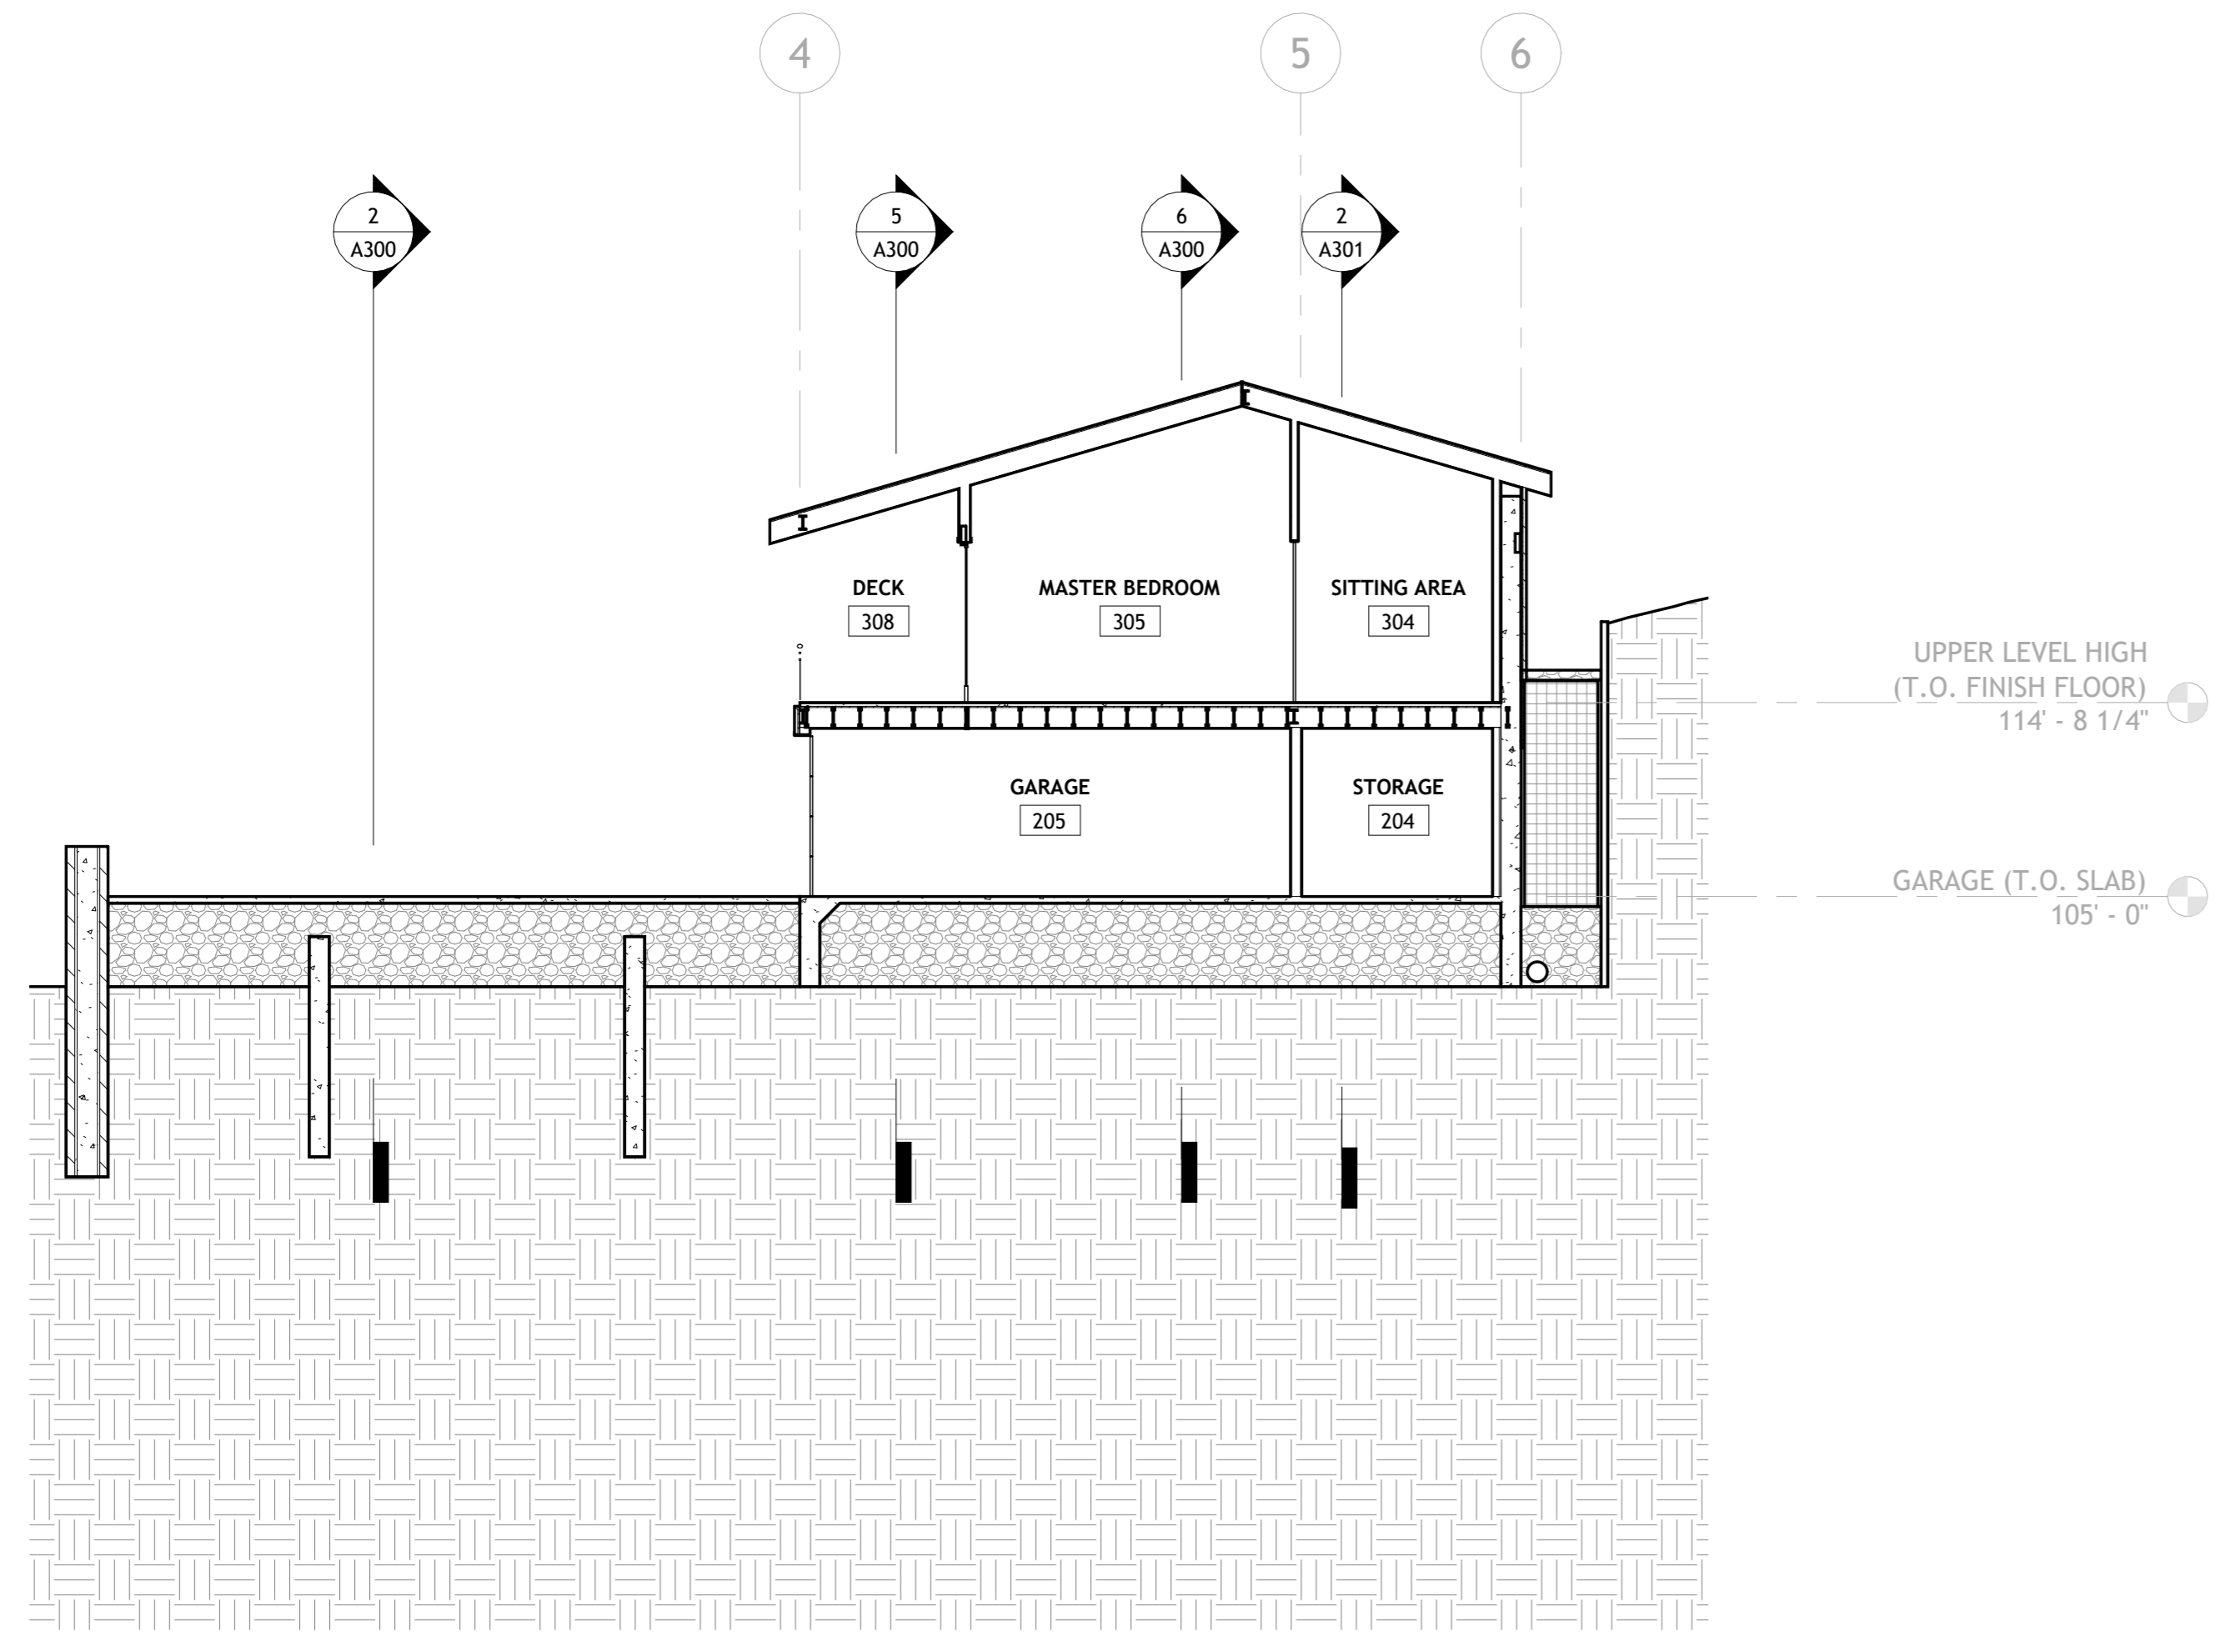 4
5
6
2
A300
5
A300
6
A300
2
A301
DECK
308
MASTER BEDROOM
305
SITTING AREA
304
UPPER LEVEL HIGH
(T.O. FINISH FLOOR)
114' - 8 1/4"
GARAGE
205
STORAGE
204
GARAGE (T.O. SLAB)
105' - 0"